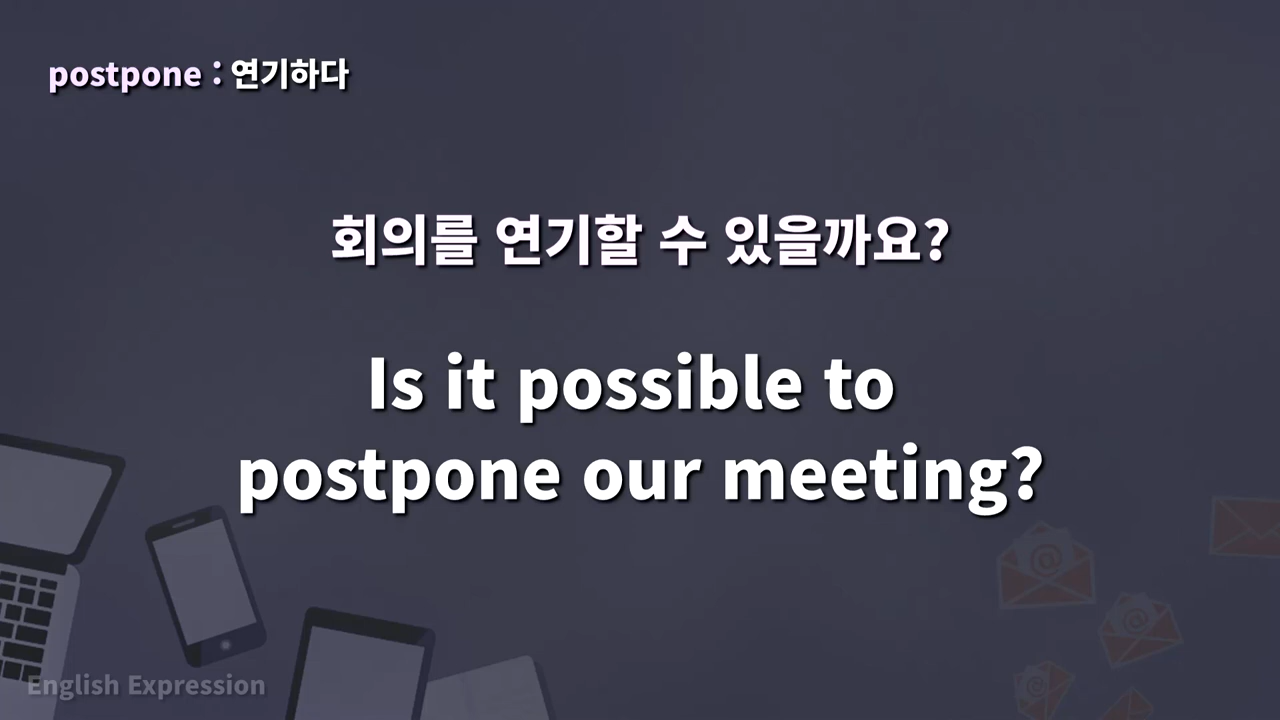 postpone : 연기하다
회의를 연기할 수 있을까요?
Is it possible to
postpone our meeting?
English Expression